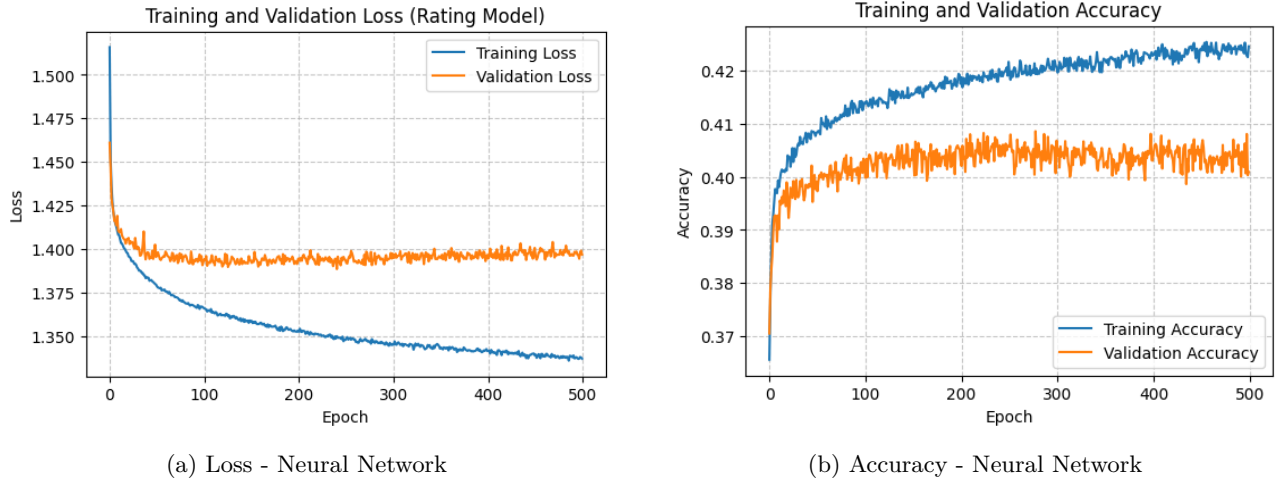 Training and Validation Loss (Rating Model)
Training Loss
Validation Loss
1.500
1.475
1.450
1.425
1.400
1.375
1.350
Loss
0
100
200
300
400
500
Epoch
(a) Loss - Neural Network
Training and Validation Accuracy
0.42
0.41
0.40
0.39
0.38
0.37
Accuracy
Training Accuracy
Validation Accuracy
0
100
200
300
400
500
Epoch
(b) Accuracy - Neural Network